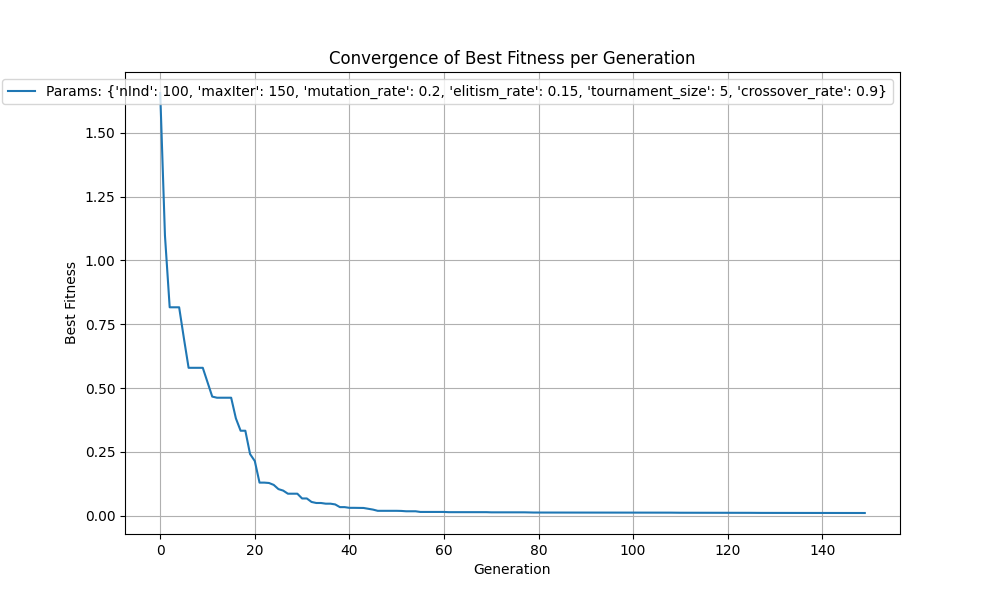 Convergence of Best Fitness per Generation
Params: {'nInd': 100, 'maxIter': 150, 'mutation_rate': 0.2, 'elitism_rate': 0.15, 'tournament_size': 5, 'crossover_rate': 0.9}
1.50
1.25
1.00
0.75
0.50
0.25
0.00
Best Fitness
0 20 40 60 80 100 120 140
Generation